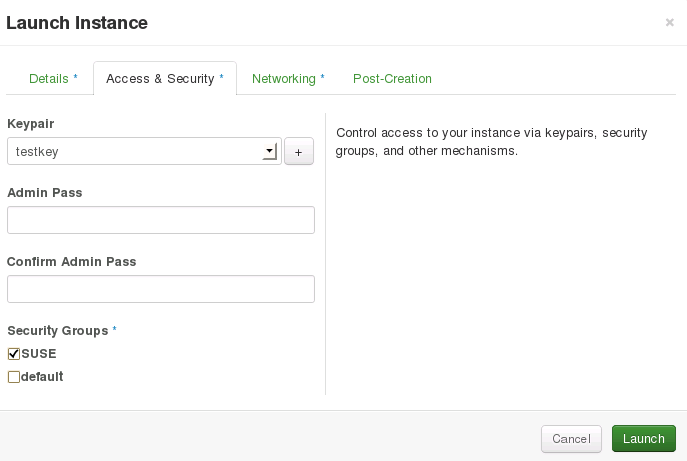 Launch Instance ×
Details * Access & Security * Networking * Post-Creation
Keypair
testkey +
Control access to your instance via keypairs, security
groups, and other mechanisms.
Admin Pass
Confirm Admin Pass
Security Groups *
SUSE
default
Cancel Launch